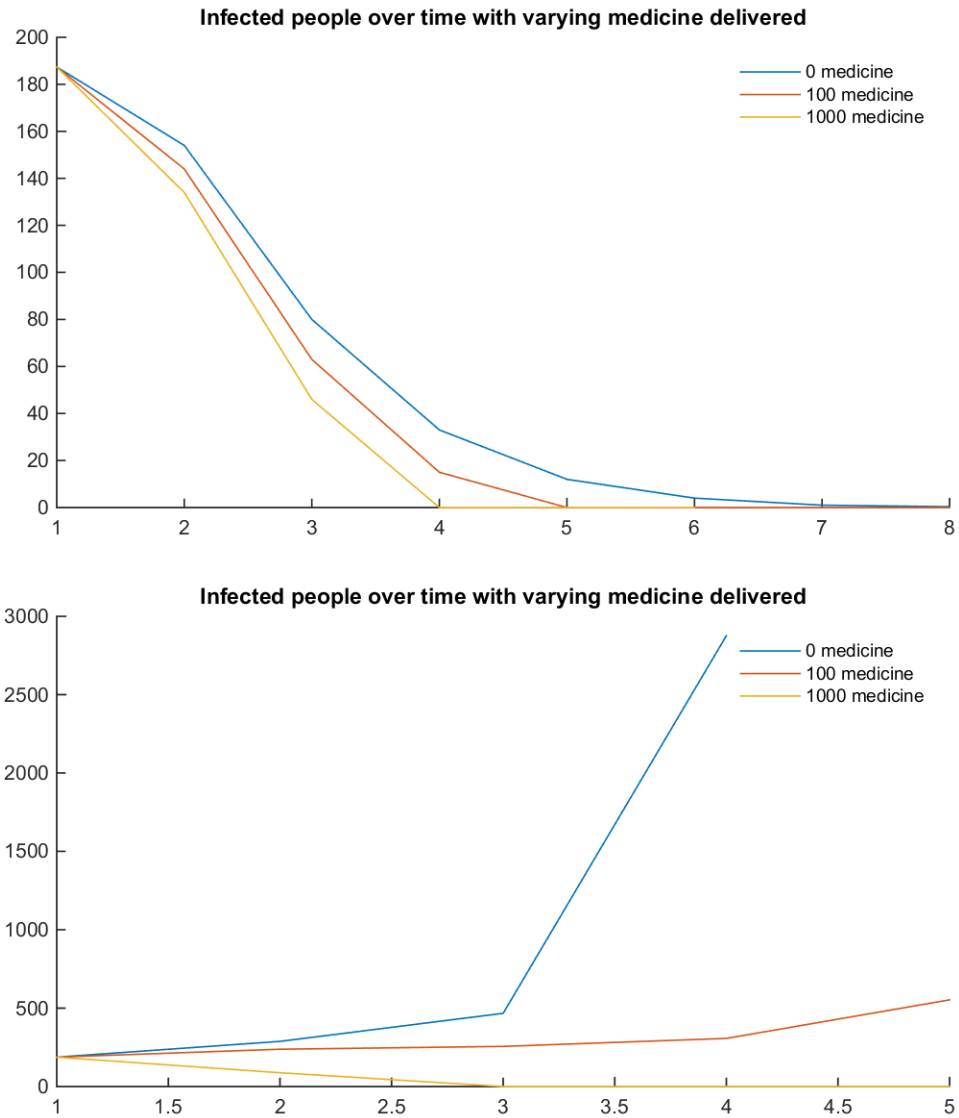 Infected people over time with varying medicine delivered
200
0 medicine
180
100 medicine
160
1000 medicine
140
120
100
80
60
40
20
0
1 2 3 4 5 6 7 8
Infected people over time with varying medicine delivered
3000
0 medicine
2500
100 medicine
1000 medicine
2000
1500
1000
500
0
1 1.5 2 2.5 3 3.5 4 4.5 5